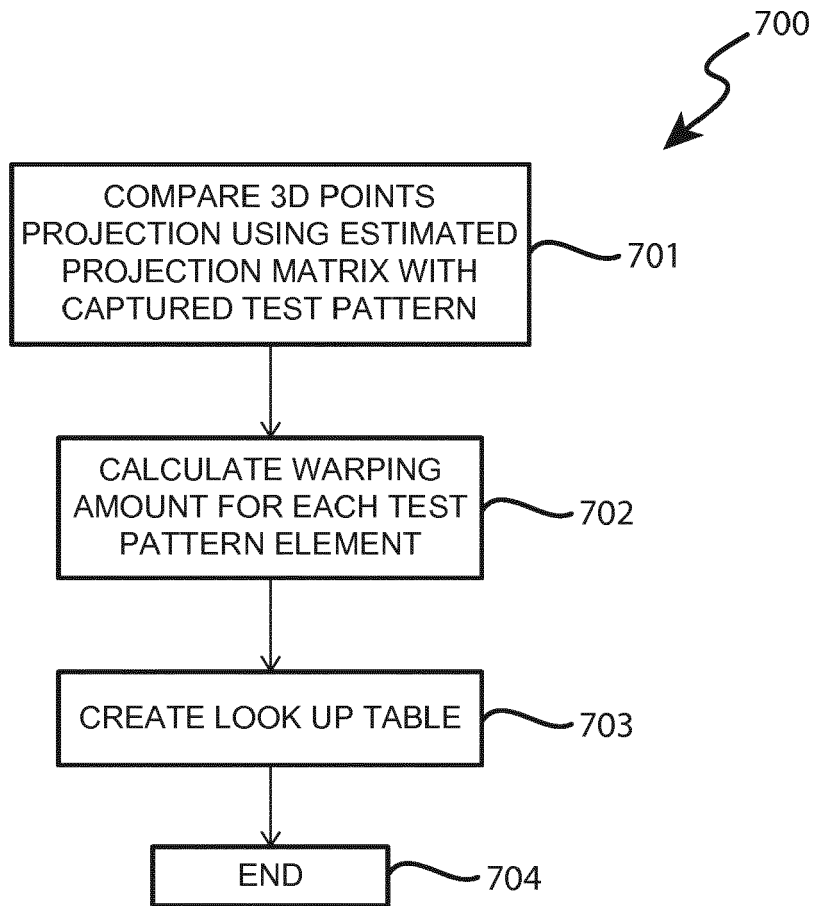 700
COMPARE 3D POINTS
PROJECTION USING ESTIMATED
PROJECTION MATRIX WITH
CAPTURED TEST PATTERN
701
CALCULATE WARPING
AMOUNT FOR EACH TEST
PATTERN ELEMENT
702
CREATE LOOK UP TABLE
703
END
704